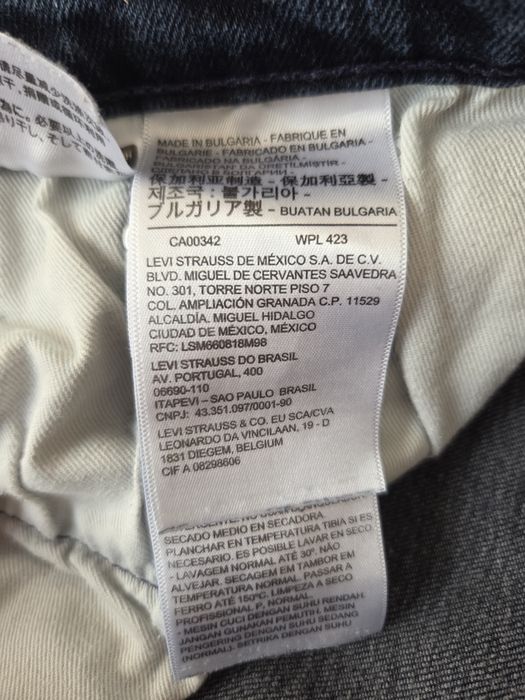 MADE IN BULGARIA - FABRIQUE EN
BULGARIE - FABRICADO EN BULGARIA -
FABRICADO NA BULGÁRIA -
保加利亚制造 - 保加利亞製 -
제조국 : 불가리아 -
ブルガリア製 - BUATAN BULGARIA
CA00342 WPL 423
LEVI STRAUSS DE MÉXICO S.A. DE C.V.
BLVD. MIGUEL DE CERVANTES SAAVEDRA
NO. 301, TORRE NORTE PISO 7
COL. AMPLIACIÓN GRANADA C.P. 11529
ALCALDÍA. MIGUEL HIDALGO
CIUDAD DE MÉXICO, MÉXICO
RFC: LSM660818M98
LEVI STRAUSS DO BRASIL
AV. PORTUGAL, 400
06690-110
ITAPEVI – SAO PAULO BRASIL
CNPJ: 43.351.097/0001-90
LEVI STRAUSS & CO. EU SCA/CVA
LEONARDO DA VINCILAAN, 19 - D
1831 DIEGEM, BELGIUM
CIF A 08298606
SECADO MEDIO EN SECADORA
PLANCHAR EN TEMPERATURA TIBIA SI ES
NECESARIO. ES POSIBLE LAVAR EN SECO.
- LAVAGEM NORMAL ATÉ 30º. NÃO
ALVEJAR. SECAGEM EM TAMBOR EM
TEMPERATURA NORMAL. PASSAR A
FERRO ATÉ 150ºC. LIMPEZA A SECO
PROFISSIONAL P, NORMAL.
- MESIN CUCI DENGAN SUHU RENDAH.
JANGAN GUNAKAN PEMUTIH. MESIN
PENGERING DENGAN SUHU SEDANG
NORMAL. SETRIKA DENGAN SUHU